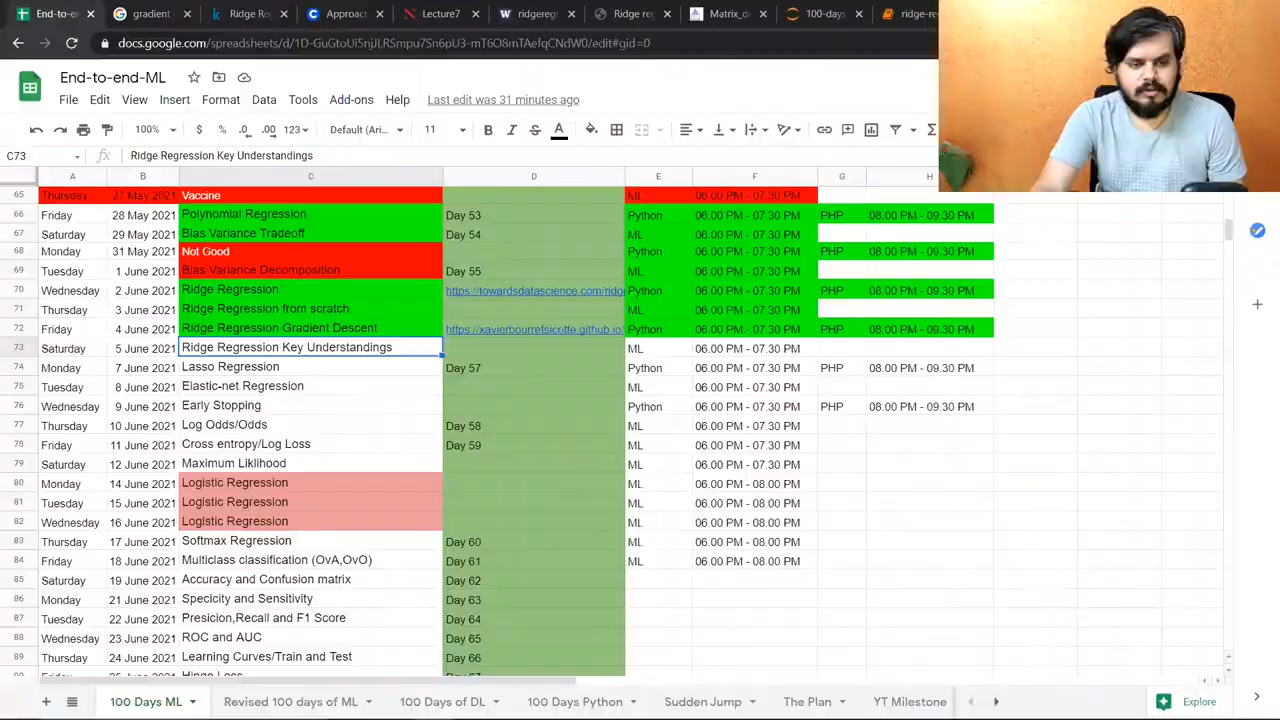 End-to-en
gradient
Ridge Re
Approach
Lecture7
ridgereg
Ridge reg
Matrix_di
100-days
ridge-re
docs.google.com/spreadsheets/d/1D-GuGtoUi5njJLRSmpu7Sn6pU3-mT6O8mTAefqCNdW0/edit#gid=0
End-to-end-ML
File Edit View Insert Format Data Tools Add-ons Help Last edit was 31 minutes ago
100% $ % .0 .00 123 Default (Ari... 11 B I S A
C73 fx Ridge Regression Key Understandings
A B C D E F G H
65 Thursday 27 May 2021 Vaccine ML 06.00 PM - 07.30 PM
66 Friday 28 May 2021 Polynomial Regression Day 53 Python 06.00 PM - 07.30 PM PHP 08.00 PM - 09.30 PM
67 Saturday 29 May 2021 Bias Variance Tradeoff Day 54 ML 06.00 PM - 07.30 PM
68 Monday 31 May 2021 Not Good Python 06.00 PM - 07.30 PM PHP 08.00 PM - 09.30 PM
69 Tuesday 1 June 2021 Bias Variance Decomposition Day 55 ML 06.00 PM - 07.30 PM
70 Wednesday 2 June 2021 Ridge Regression https://towardsdatascience.com/ridg Python 06.00 PM - 07.30 PM PHP 08.00 PM - 09.30 PM
71 Thursday 3 June 2021 Ridge Regression from scratch ML 06.00 PM - 07.30 PM
72 Friday 4 June 2021 Ridge Regression Gradient Descent https://xavierbourretsicotte.github.io/ Python 06.00 PM - 07.30 PM PHP 08.00 PM - 09.30 PM
73 Saturday 5 June 2021 Ridge Regression Key Understandings ML 06.00 PM - 07.30 PM
74 Monday 7 June 2021 Lasso Regression Day 57 Python 06.00 PM - 07.30 PM PHP 08.00 PM - 09.30 PM
75 Tuesday 8 June 2021 Elastic-net Regression ML 06.00 PM - 07.30 PM
76 Wednesday 9 June 2021 Early Stopping Python 06.00 PM - 07.30 PM PHP 08.00 PM - 09.30 PM
77 Thursday 10 June 2021 Log Odds/Odds Day 58 ML 06.00 PM - 07.30 PM
78 Friday 11 June 2021 Cross entropy/Log Loss Day 59 ML 06.00 PM - 07.30 PM
79 Saturday 12 June 2021 Maximum Liklihood ML 06.00 PM - 07.30 PM
80 Monday 14 June 2021 Logistic Regression ML 06.00 PM - 08.00 PM
81 Tuesday 15 June 2021 Logistic Regression ML 06.00 PM - 08.00 PM
82 Wednesday 16 June 2021 Logistic Regression ML 06.00 PM - 08.00 PM
83 Thursday 17 June 2021 Softmax Regression Day 60 ML 06.00 PM - 08.00 PM
84 Friday 18 June 2021 Multiclass classification (OvA,OvO) Day 61 ML 06.00 PM - 08.00 PM
85 Saturday 19 June 2021 Accuracy and Confusion matrix Day 62
86 Monday 21 June 2021 Specicity and Sensitivity Day 63
87 Tuesday 22 June 2021 Presicion,Recall and F1 Score Day 64
88 Wednesday 23 June 2021 ROC and AUC Day 65
89 Thursday 24 June 2021 Learning Curves/Train and Test Day 66
100 Days ML Revised 100 days of ML 100 Days of DL 100 Days Python Sudden Jump The Plan YT Milestone Explore